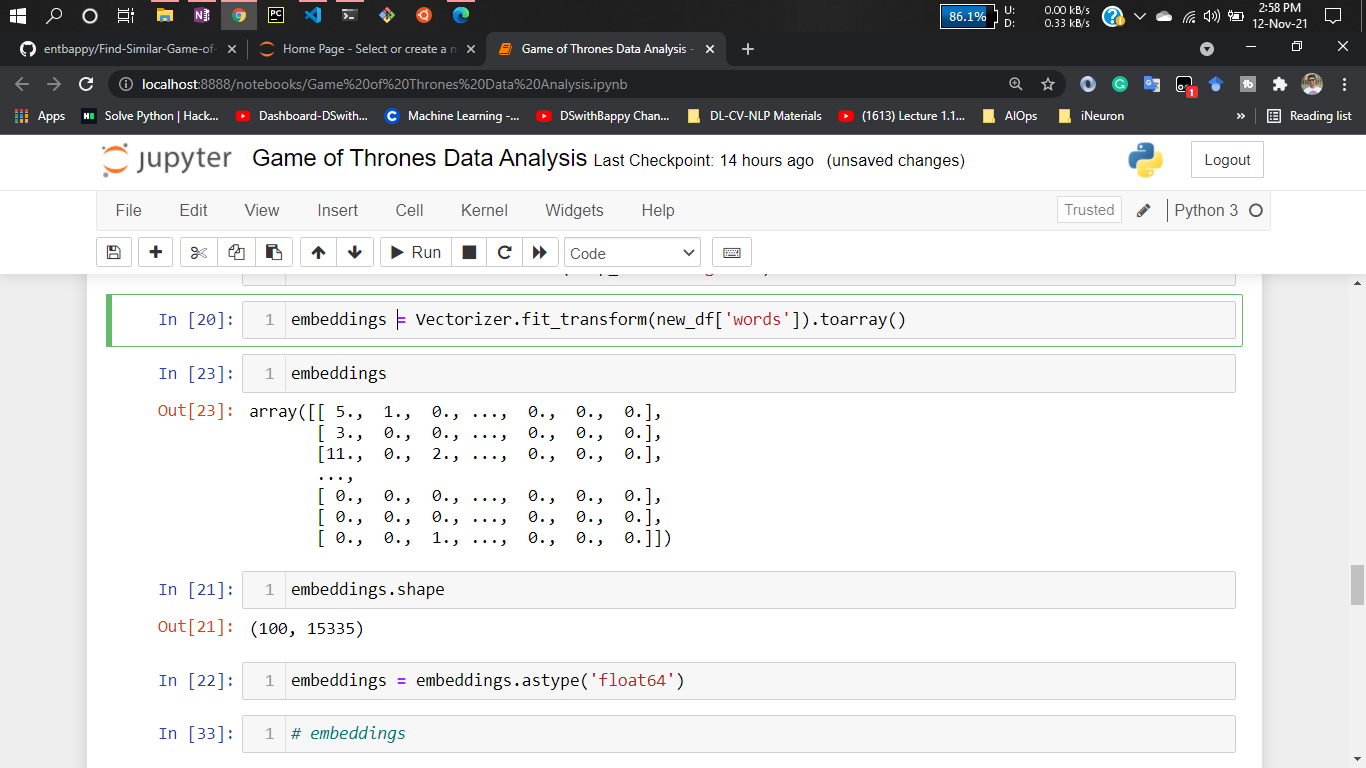 86.1%
U: 0.00 kB/s
D: 0.33 kB/s
2:58 PM
12-Nov-21
entbappy/Find-Similar-Game-of-
Home Page - Select or create a n
Game of Thrones Data Analysis -
localhost:8888/notebooks/Game%20of%20Thrones%20Data%20Analysis.ipynb
1
Apps
Solve Python | Hack...
Dashboard-DSwith...
Machine Learning -...
DSwithBappy Chan...
DL-CV-NLP Materials
(1613) Lecture 1.1...
AIOps
iNeuron
»
Reading list
jupyter Game of Thrones Data Analysis Last Checkpoint: 14 hours ago (unsaved changes)
Logout
File Edit View Insert Cell Kernel Widgets Help
Trusted
Python 3
Run
Code
In [20]: 1 embeddings = Vectorizer.fit_transform(new_df['words']).toarray()
In [23]: 1 embeddings
Out[23]: array([[ 5., 1., 0., ..., 0., 0., 0.],
[ 3., 0., 0., ..., 0., 0., 0.],
[11., 0., 2., ..., 0., 0., 0.],
...,
[ 0., 0., 0., ..., 0., 0., 0.],
[ 0., 0., 0., ..., 0., 0., 0.],
[ 0., 0., 1., ..., 0., 0., 0.]])
In [21]: 1 embeddings.shape
Out[21]: (100, 15335)
In [22]: 1 embeddings = embeddings.astype('float64')
In [33]: 1 # embeddings